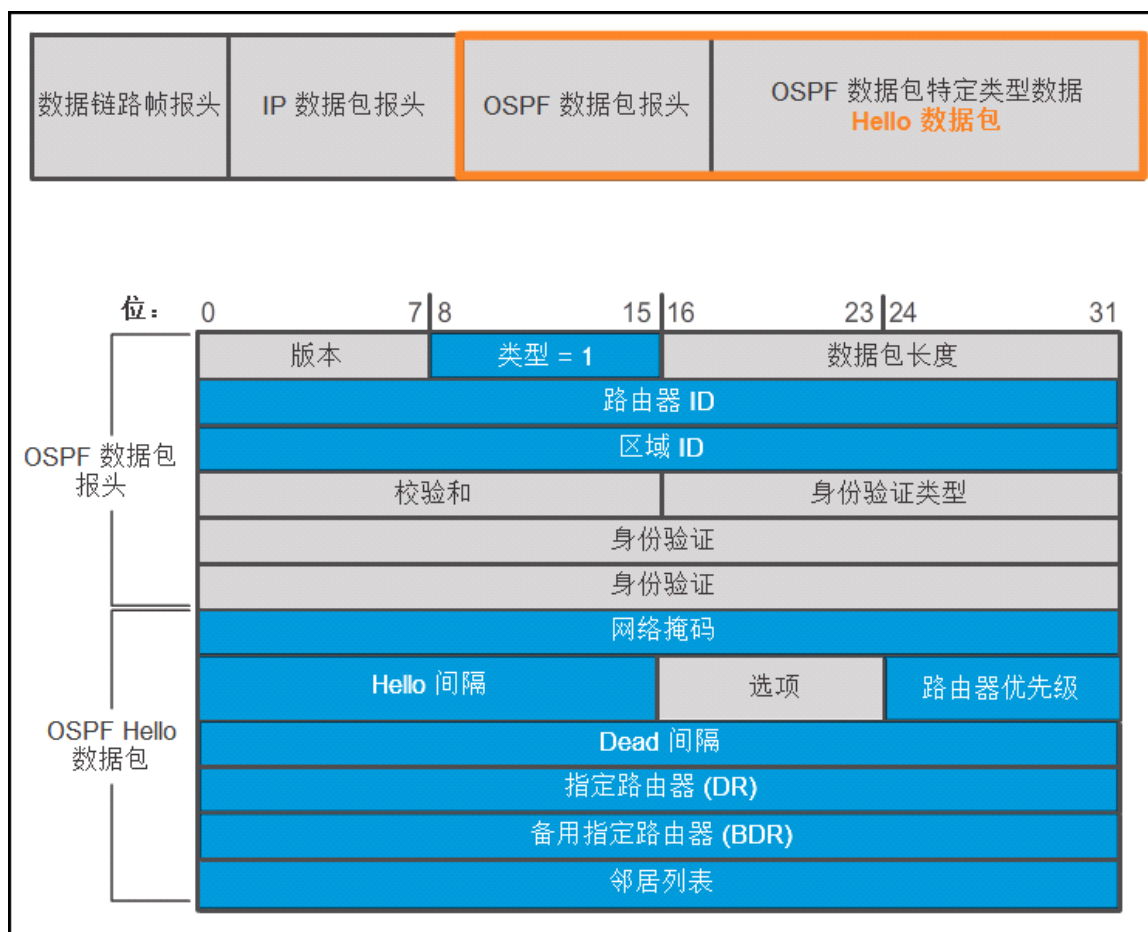 数据链路帧报头
IP 数据包报头
OSPF 数据包报头
OSPF 数据包特定类型数据
Hello 数据包
位： 0 7 8 15 16 23 24 31
OSPF 数据包
报头
版本 类型 = 1 数据包长度
路由器 ID
区域 ID
校验和 身份验证类型
身份验证
身份验证
OSPF Hello
数据包
网络掩码
Hello 间隔 选项 路由器优先级
Dead 间隔
指定路由器 (DR)
备用指定路由器 (BDR)
邻居列表